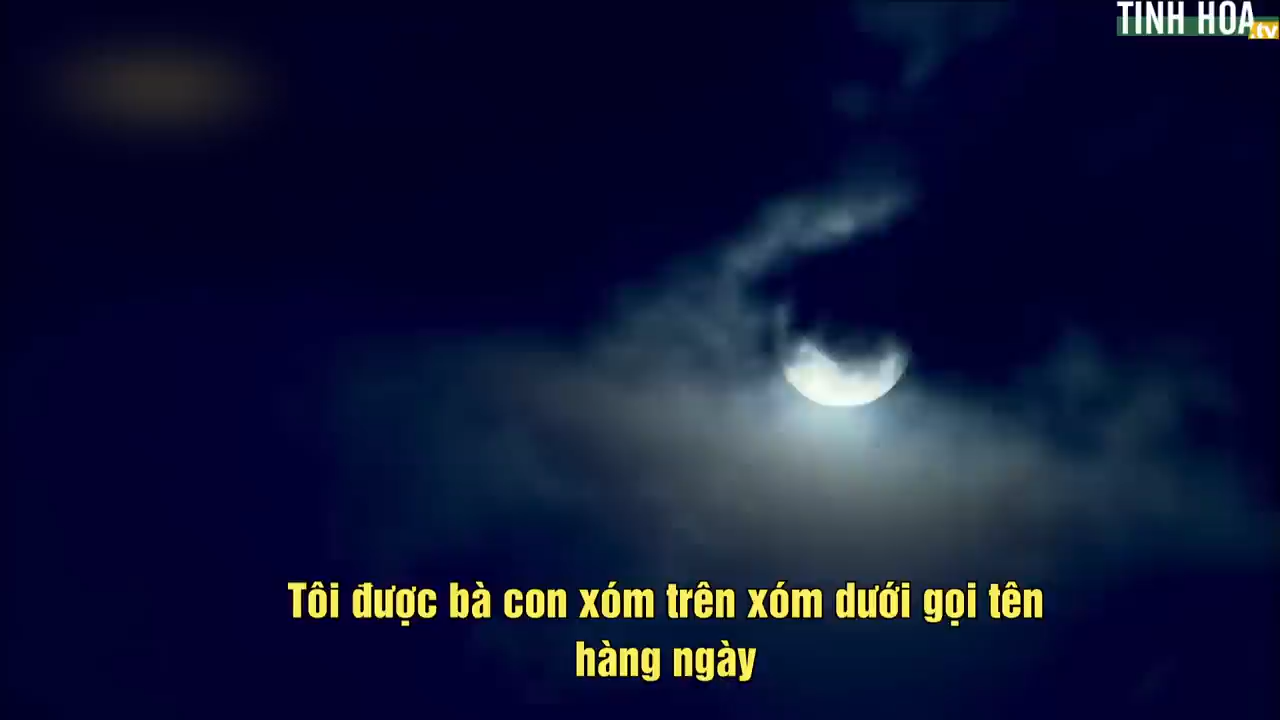 TINH HOA
.tv
Tôi được bà con xóm trên xóm dưới gọi tên
hàng ngày